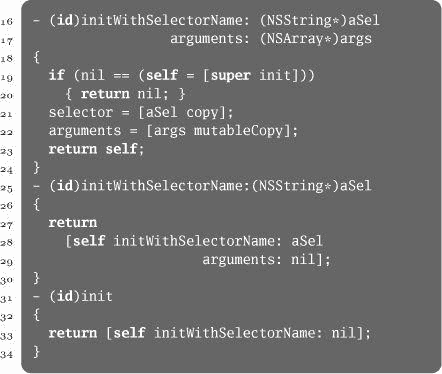 16 - (id)initWithSelectorName: (NSString*)aSel
17                   arguments: (NSArray*)args
18 {
19   if (nil == (self = [super init]))
20     { return nil; }
21   selector = [aSel copy];
22   arguments = [args mutableCopy];
23   return self;
24 }
25 - (id)initWithSelectorName:(NSString*)aSel
26 {
27   return
28     [self initWithSelectorName: aSel
29                      arguments: nil];
30 }
31 - (id)init
32 {
33   return [self initWithSelectorName: nil];
34 }